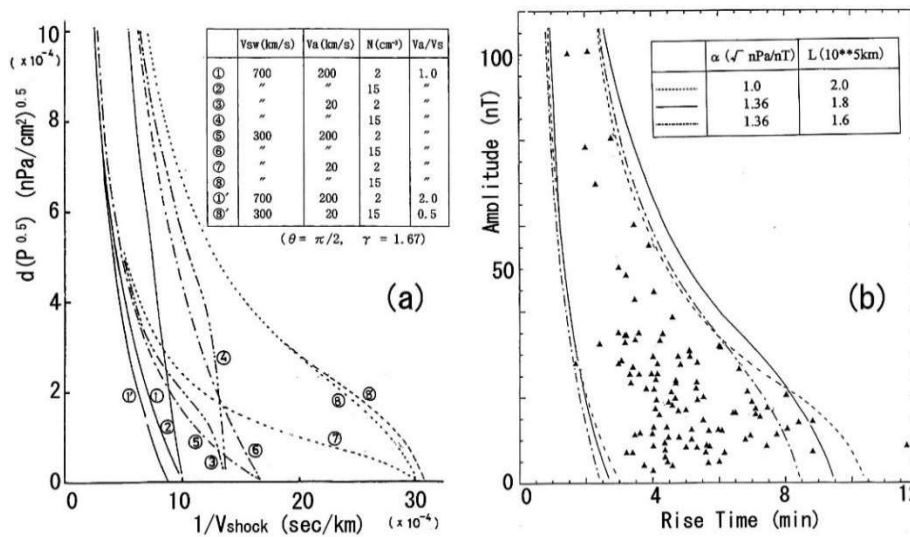 10
(×10⁻⁴)
8
6
4
2
0
d(P^0.5) (nPa/cm²)^0.5
Vsw(km/s) Va(km/s) N(cm⁻³) Va/Vs
① 700 200 2 1.0
② 〃 〃 15 〃
③ 〃 20 2 〃
④ 〃 〃 15 〃
⑤ 300 200 2 〃
⑥ 〃 〃 15 〃
⑦ 〃 20 2 〃
⑧ 〃 〃 15 〃
①' 700 200 2 2.0
⑧' 300 20 15 0.5
(θ = π/2, γ = 1.67)
(a)
④
①' ① ⑧ ⑧'
②
⑤ ⑦
③ ⑥
0 10 20 30 (×10⁻⁴)
1/Vshock (sec/km)
100
50
0
Amplitude (nT)
α(√ nPa/nT) L(10**5km)
1.0 2.0
1.36 1.8
1.36 1.6
(b)
0 4 8 12
Rise Time (min)